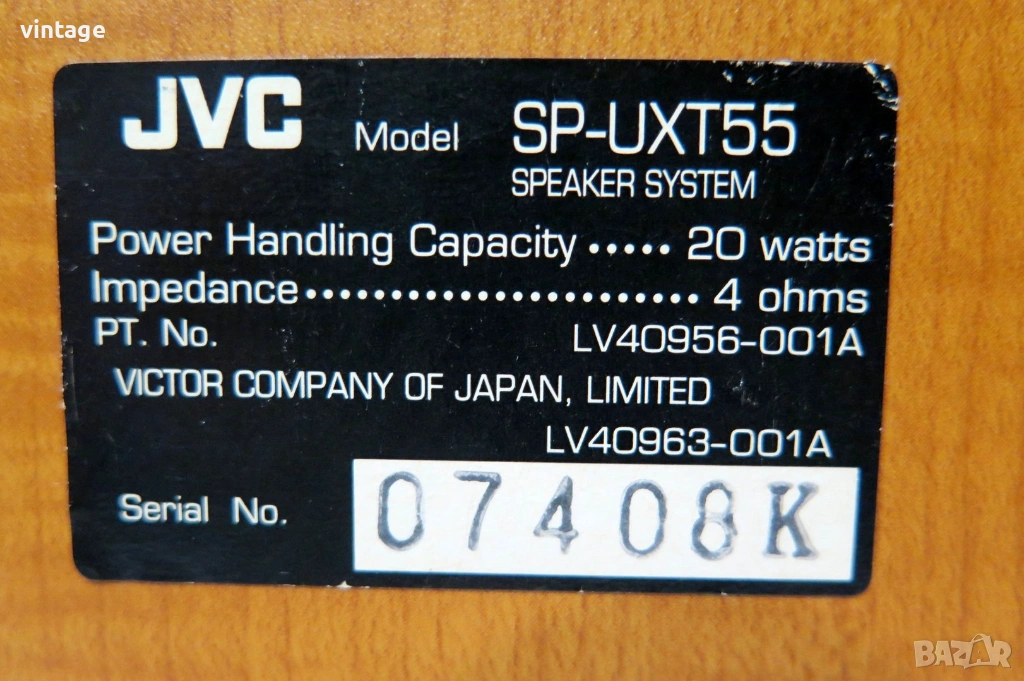 vintage
JVC Model SP-UXT55
SPEAKER SYSTEM
Power Handling Capacity ..... 20 watts
Impedance......................... 4 ohms
PT. No. LV40956-001A
VICTOR COMPANY OF JAPAN, LIMITED
LV40963-001A
Serial No. 07408K
BAZAR